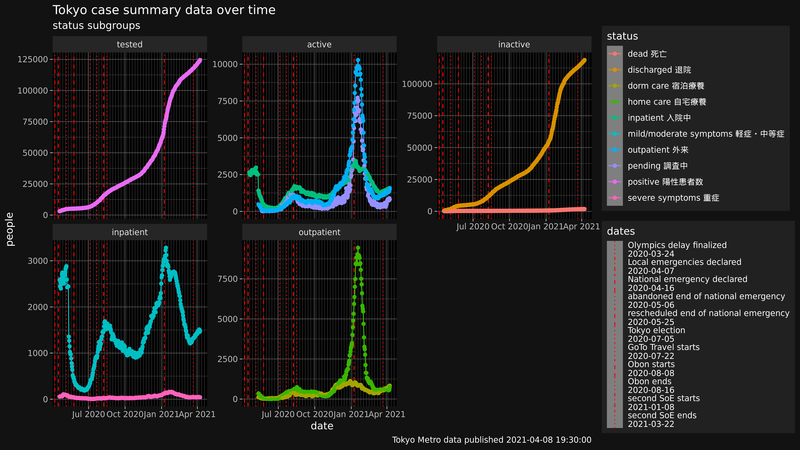 Tokyo case summary data over time
status subgroups
tested
active
inactive
125000
100000
75000
50000
25000
0
10000
7500
5000
2500
0
100000
75000
50000
25000
0
Jul 2020 Oct 2020 Jan 2021 Apr 2021
people
inpatient
outpatient
3000
2000
1000
0
7500
5000
2500
0
Jul 2020 Oct 2020 Jan 2021 Apr 2021
Jul 2020 Oct 2020 Jan 2021 Apr 2021
date
status
dead 死亡
discharged 退院
dorm care 宿泊療養
home care 自宅療養
inpatient 入院中
mild/moderate symptoms 軽症・中等症
outpatient 外来
pending 調査中
positive 陽性患者数
severe symptoms 重症
dates
Olympics delay finalized
2020-03-24
Local emergencies declared
2020-04-07
National emergency declared
2020-04-16
abandoned end of national emergency
2020-05-06
rescheduled end of national emergency
2020-05-25
Tokyo election
2020-07-05
GoTo Travel starts
2020-07-22
Obon starts
2020-08-08
Obon ends
2020-08-16
second SoE starts
2021-01-08
second SoE ends
2021-03-22
Tokyo Metro data published 2021-04-08 19:30:00